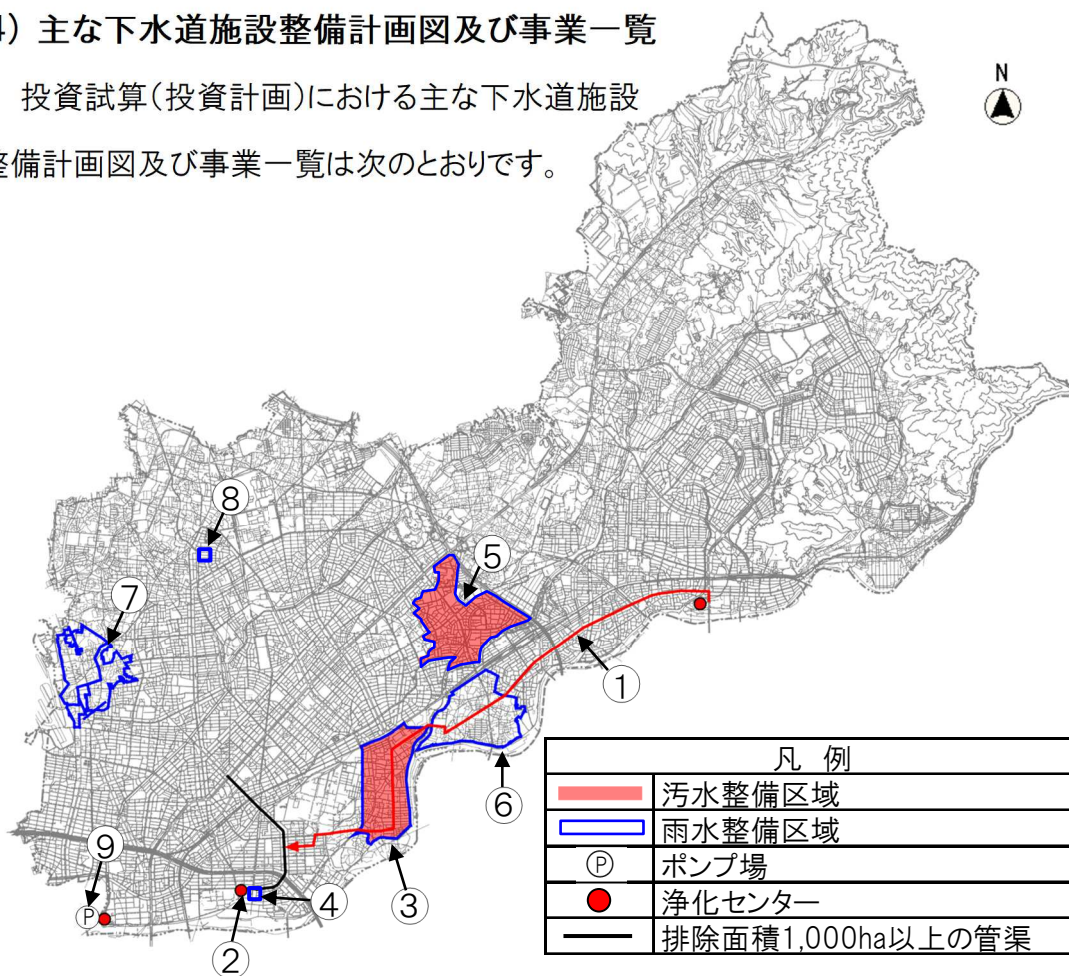 4) 主な下水道施設整備計画図及び事業一覧
投資試算(投資計画)における主な下水道施設
整備計画図及び事業一覧は次のとおりです。
N
⑧
⑤
⑦
①
⑥
⑨
P
④
③
②
凡 例
汚水整備区域
雨水整備区域
Ⓟ ポンプ場
浄化センター
排除面積1,000ha以上の管渠